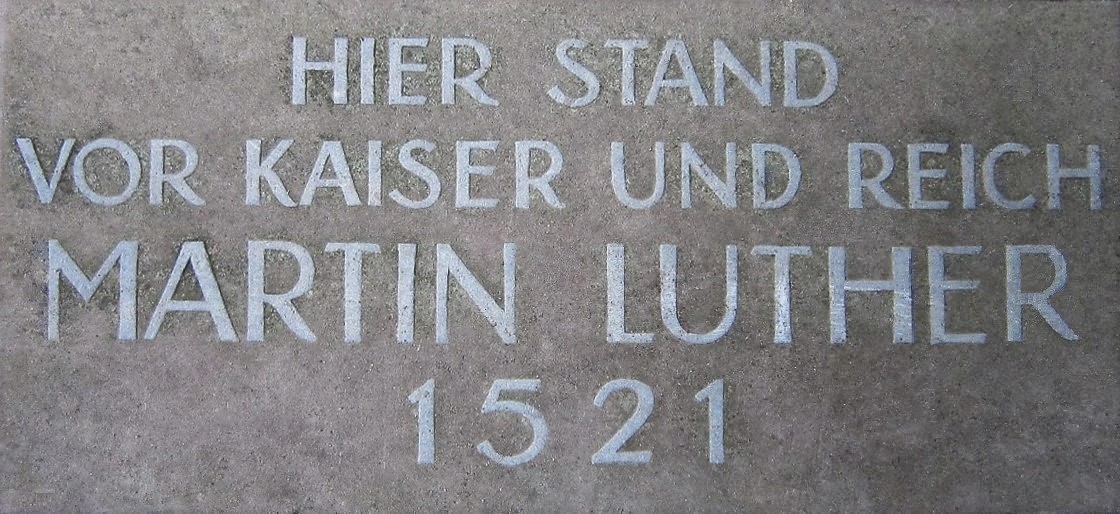 HIER STAND
VOR KAISER UND REICH
MARTIN LUTHER
1521